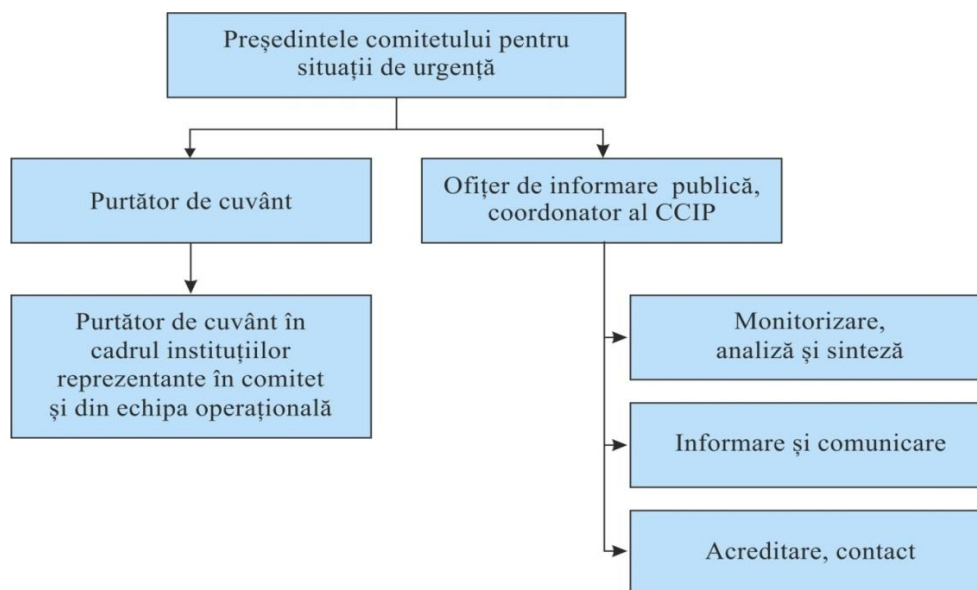 Președintele comitetului pentru
situații de urgență
Purtător de cuvânt
Ofițer de informare publică,
coordonator al CCIP
Purtător de cuvânt în
cadrul instituțiilor
reprezentante în comitet
și din echipa operațională
Monitorizare,
analiză și sinteză
Informare și comunicare
Acreditare, contact